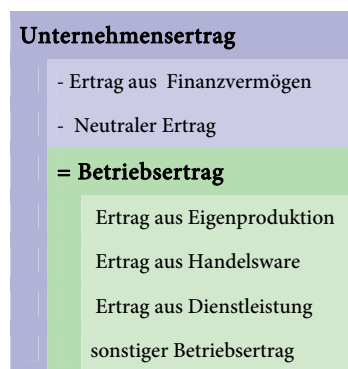 Unternehmensertrag
- Ertrag aus Finanzvermögen
- Neutraler Ertrag
= Betriebsertrag
Ertrag aus Eigenproduktion
Ertrag aus Handelsware
Ertrag aus Dienstleistung
sonstiger Betriebsertrag